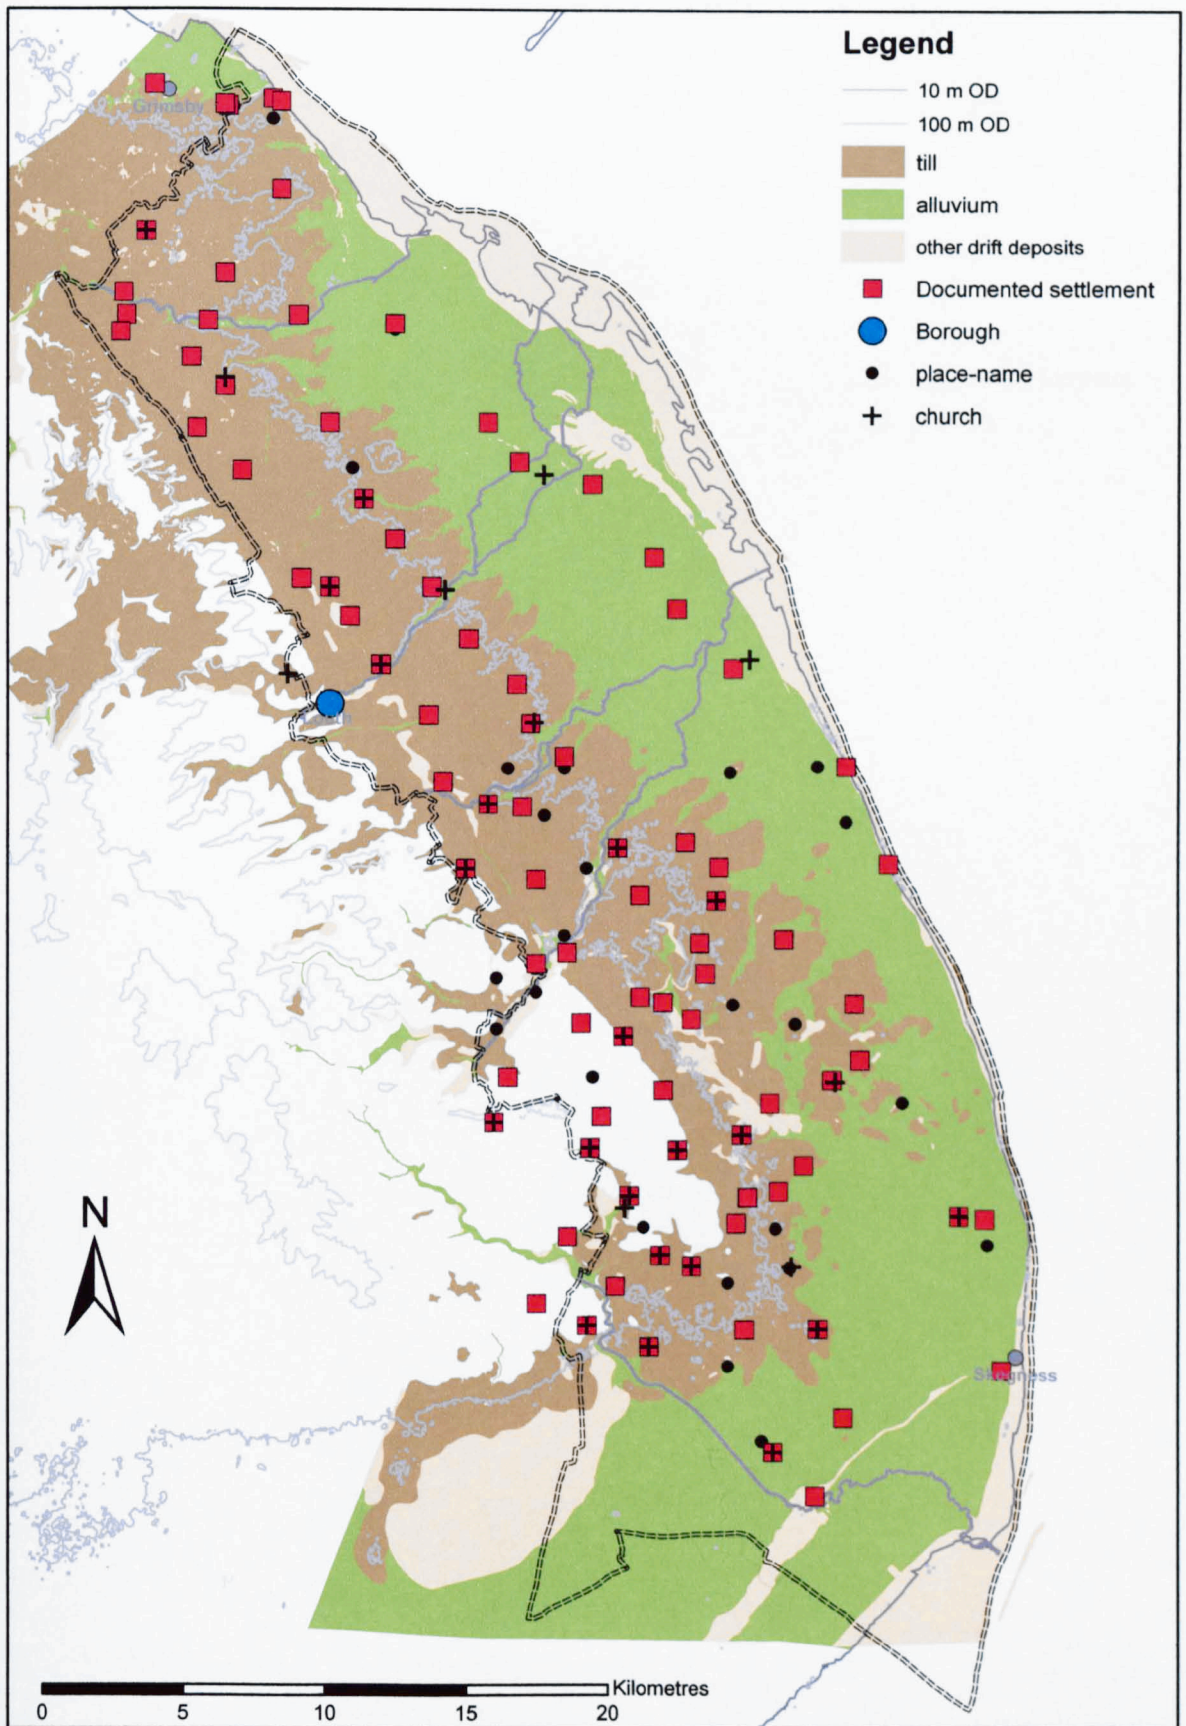 Legend
10 m OD
100 m OD
till
alluvium
other drift deposits
Documented settlement
Borough
place-name
church
Grimsby
N
Skegness
Kilometres
0 5 10 15 20